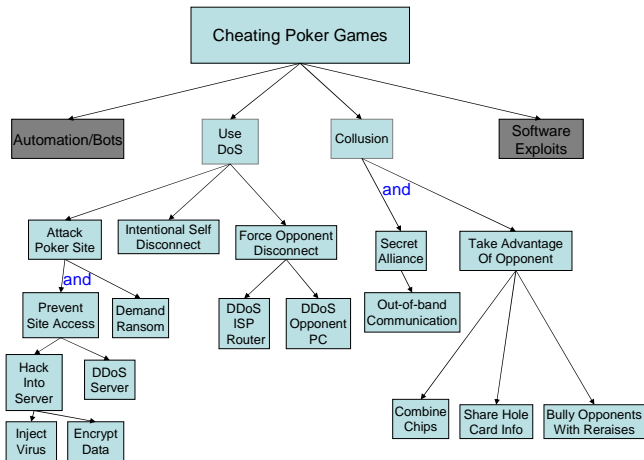 Cheating Poker Games
Automation/Bots
Use
DoS
Collusion
Software
Exploits
and
Attack
Poker Site
Intentional Self
Disconnect
Force Opponent
Disconnect
Secret
Alliance
Take Advantage
Of Opponent
and
Prevent
Site Access
Demand
Ransom
DDoS
ISP
Router
DDoS
Opponent
PC
Out-of-band
Communication
Hack
Into
Server
DDoS
Server
Combine
Chips
Share Hole
Card Info
Bully Opponents
With Reraises
Inject
Virus
Encrypt
Data